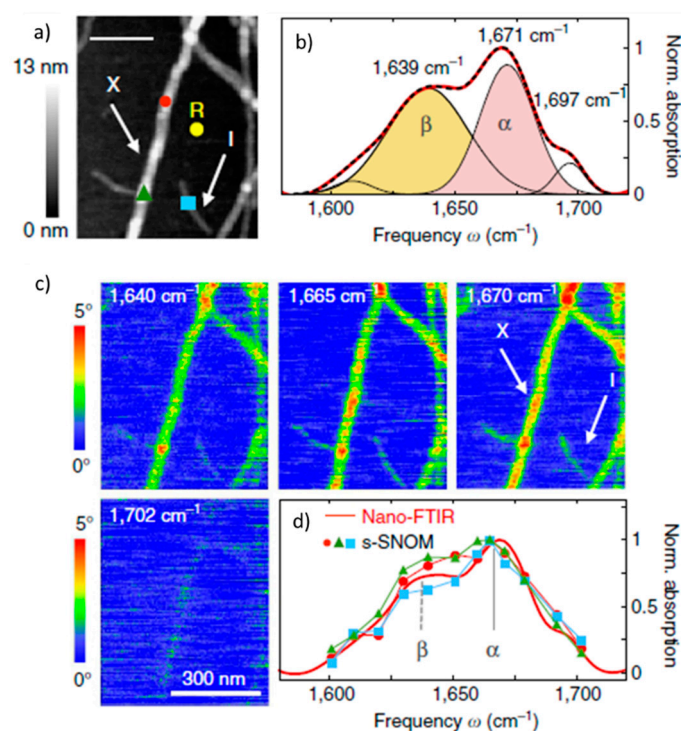 a)
13 nm
0 nm
X
R
I
b)
1,671 cm⁻¹
1,639 cm⁻¹
1,697 cm⁻¹
β
α
1
0.5
0
Norm. absorption
1,600
1,650
1,700
Frequency ω (cm⁻¹)
c)
5°
0°
1,640 cm⁻¹
1,665 cm⁻¹
1,670 cm⁻¹
X
I
5°
0°
1,702 cm⁻¹
300 nm
d)
Nano-FTIR
s-SNOM
β
α
1
0.5
0
Norm. absorption
1,600
1,650
1,700
Frequency ω (cm⁻¹)